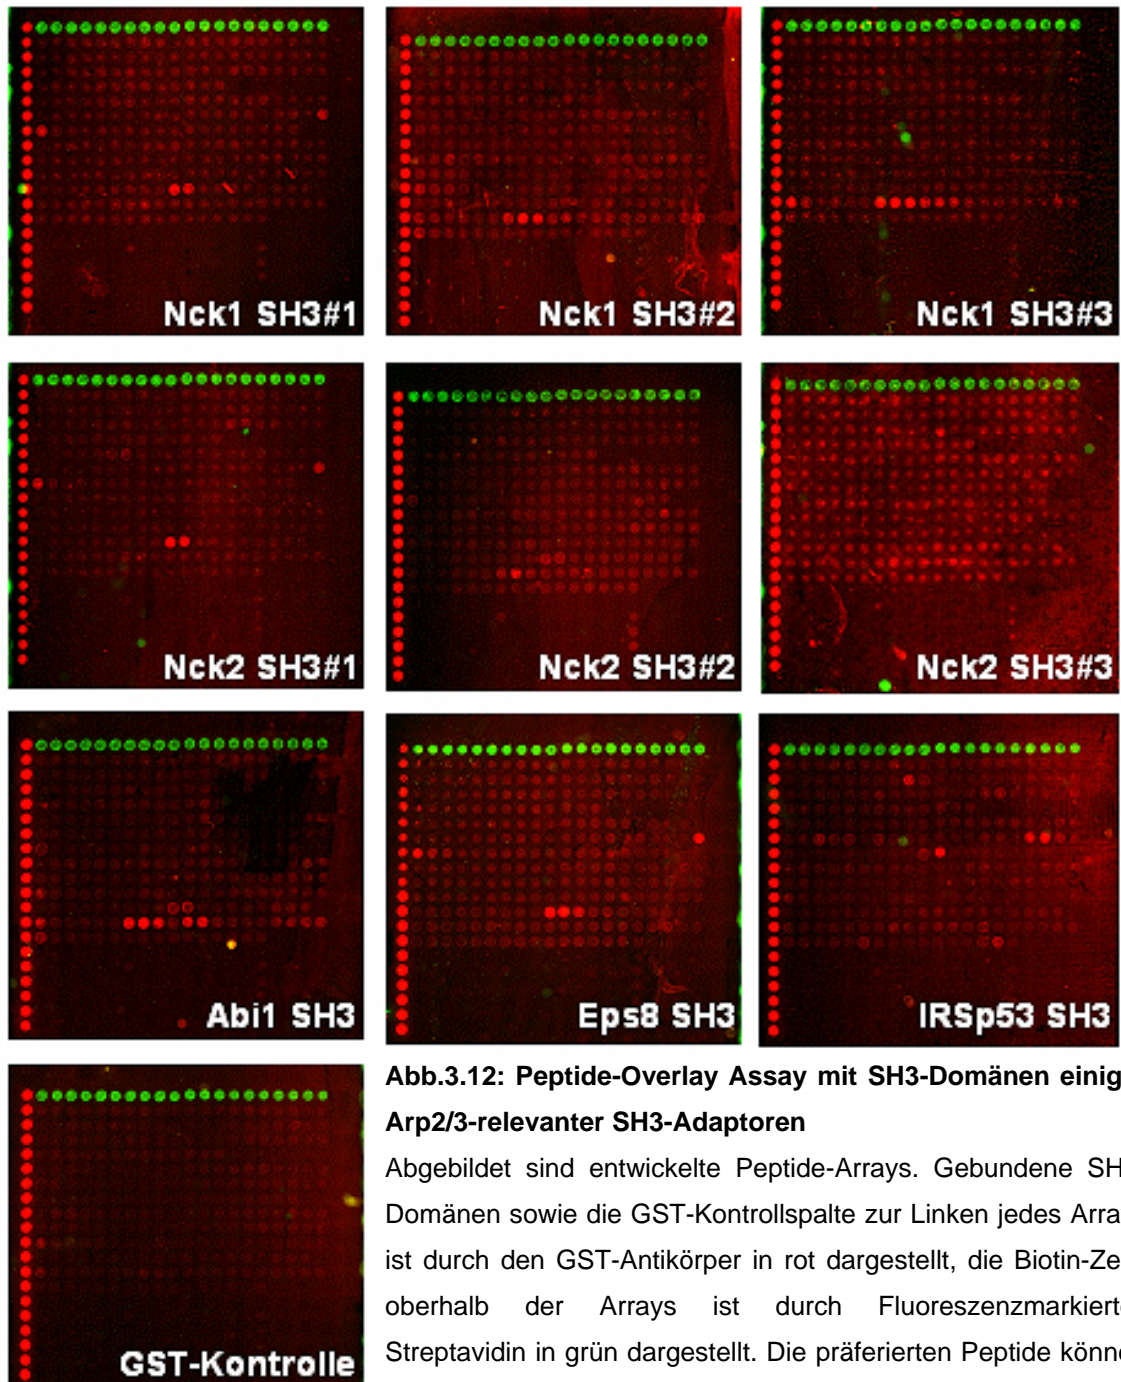 Nck1 SH3#1
Nck1 SH3#2
Nck1 SH3#3
Nck2 SH3#1
Nck2 SH3#2
Nck2 SH3#3
Abi1 SH3
Eps8 SH3
IRSp53 SH3
GST-Kontrolle
Abb.3.12: Peptide-Overlay Assay mit SH3-Domänen einig
Arp2/3-relevanter SH3-Adaptoren
Abgebildet sind entwickelte Peptide-Arrays. Gebundene SH
Domänen sowie die GST-Kontrollspalte zur Linken jedes Arra
ist durch den GST-Antikörper in rot dargestellt, die Biotin-Ze
oberhalb der Arrays ist durch Fluoreszenzmarkierte
Streptavidin in grün dargestellt. Die präferierten Peptide könne